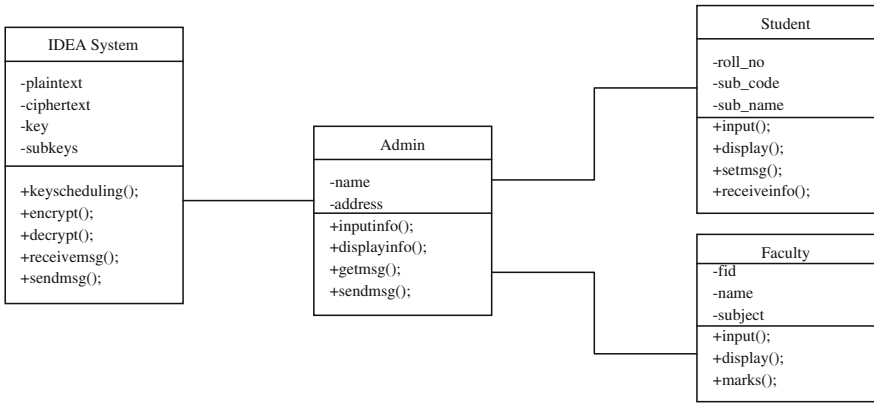 IDEA System
-plaintext
-ciphertext
-key
-subkeys
+keyscheduling();
+encrypt();
+decrypt();
+receivemsg();
+sendmsg();
Admin
-name
-address
+inputinfo();
+displayinfo();
+getmsg();
+sendmsg();
Student
-roll_no
-sub_code
-sub_name
+input();
+display();
+setmsg();
+receiveinfo();
Faculty
-fid
-name
-subject
+input();
+display();
+marks();